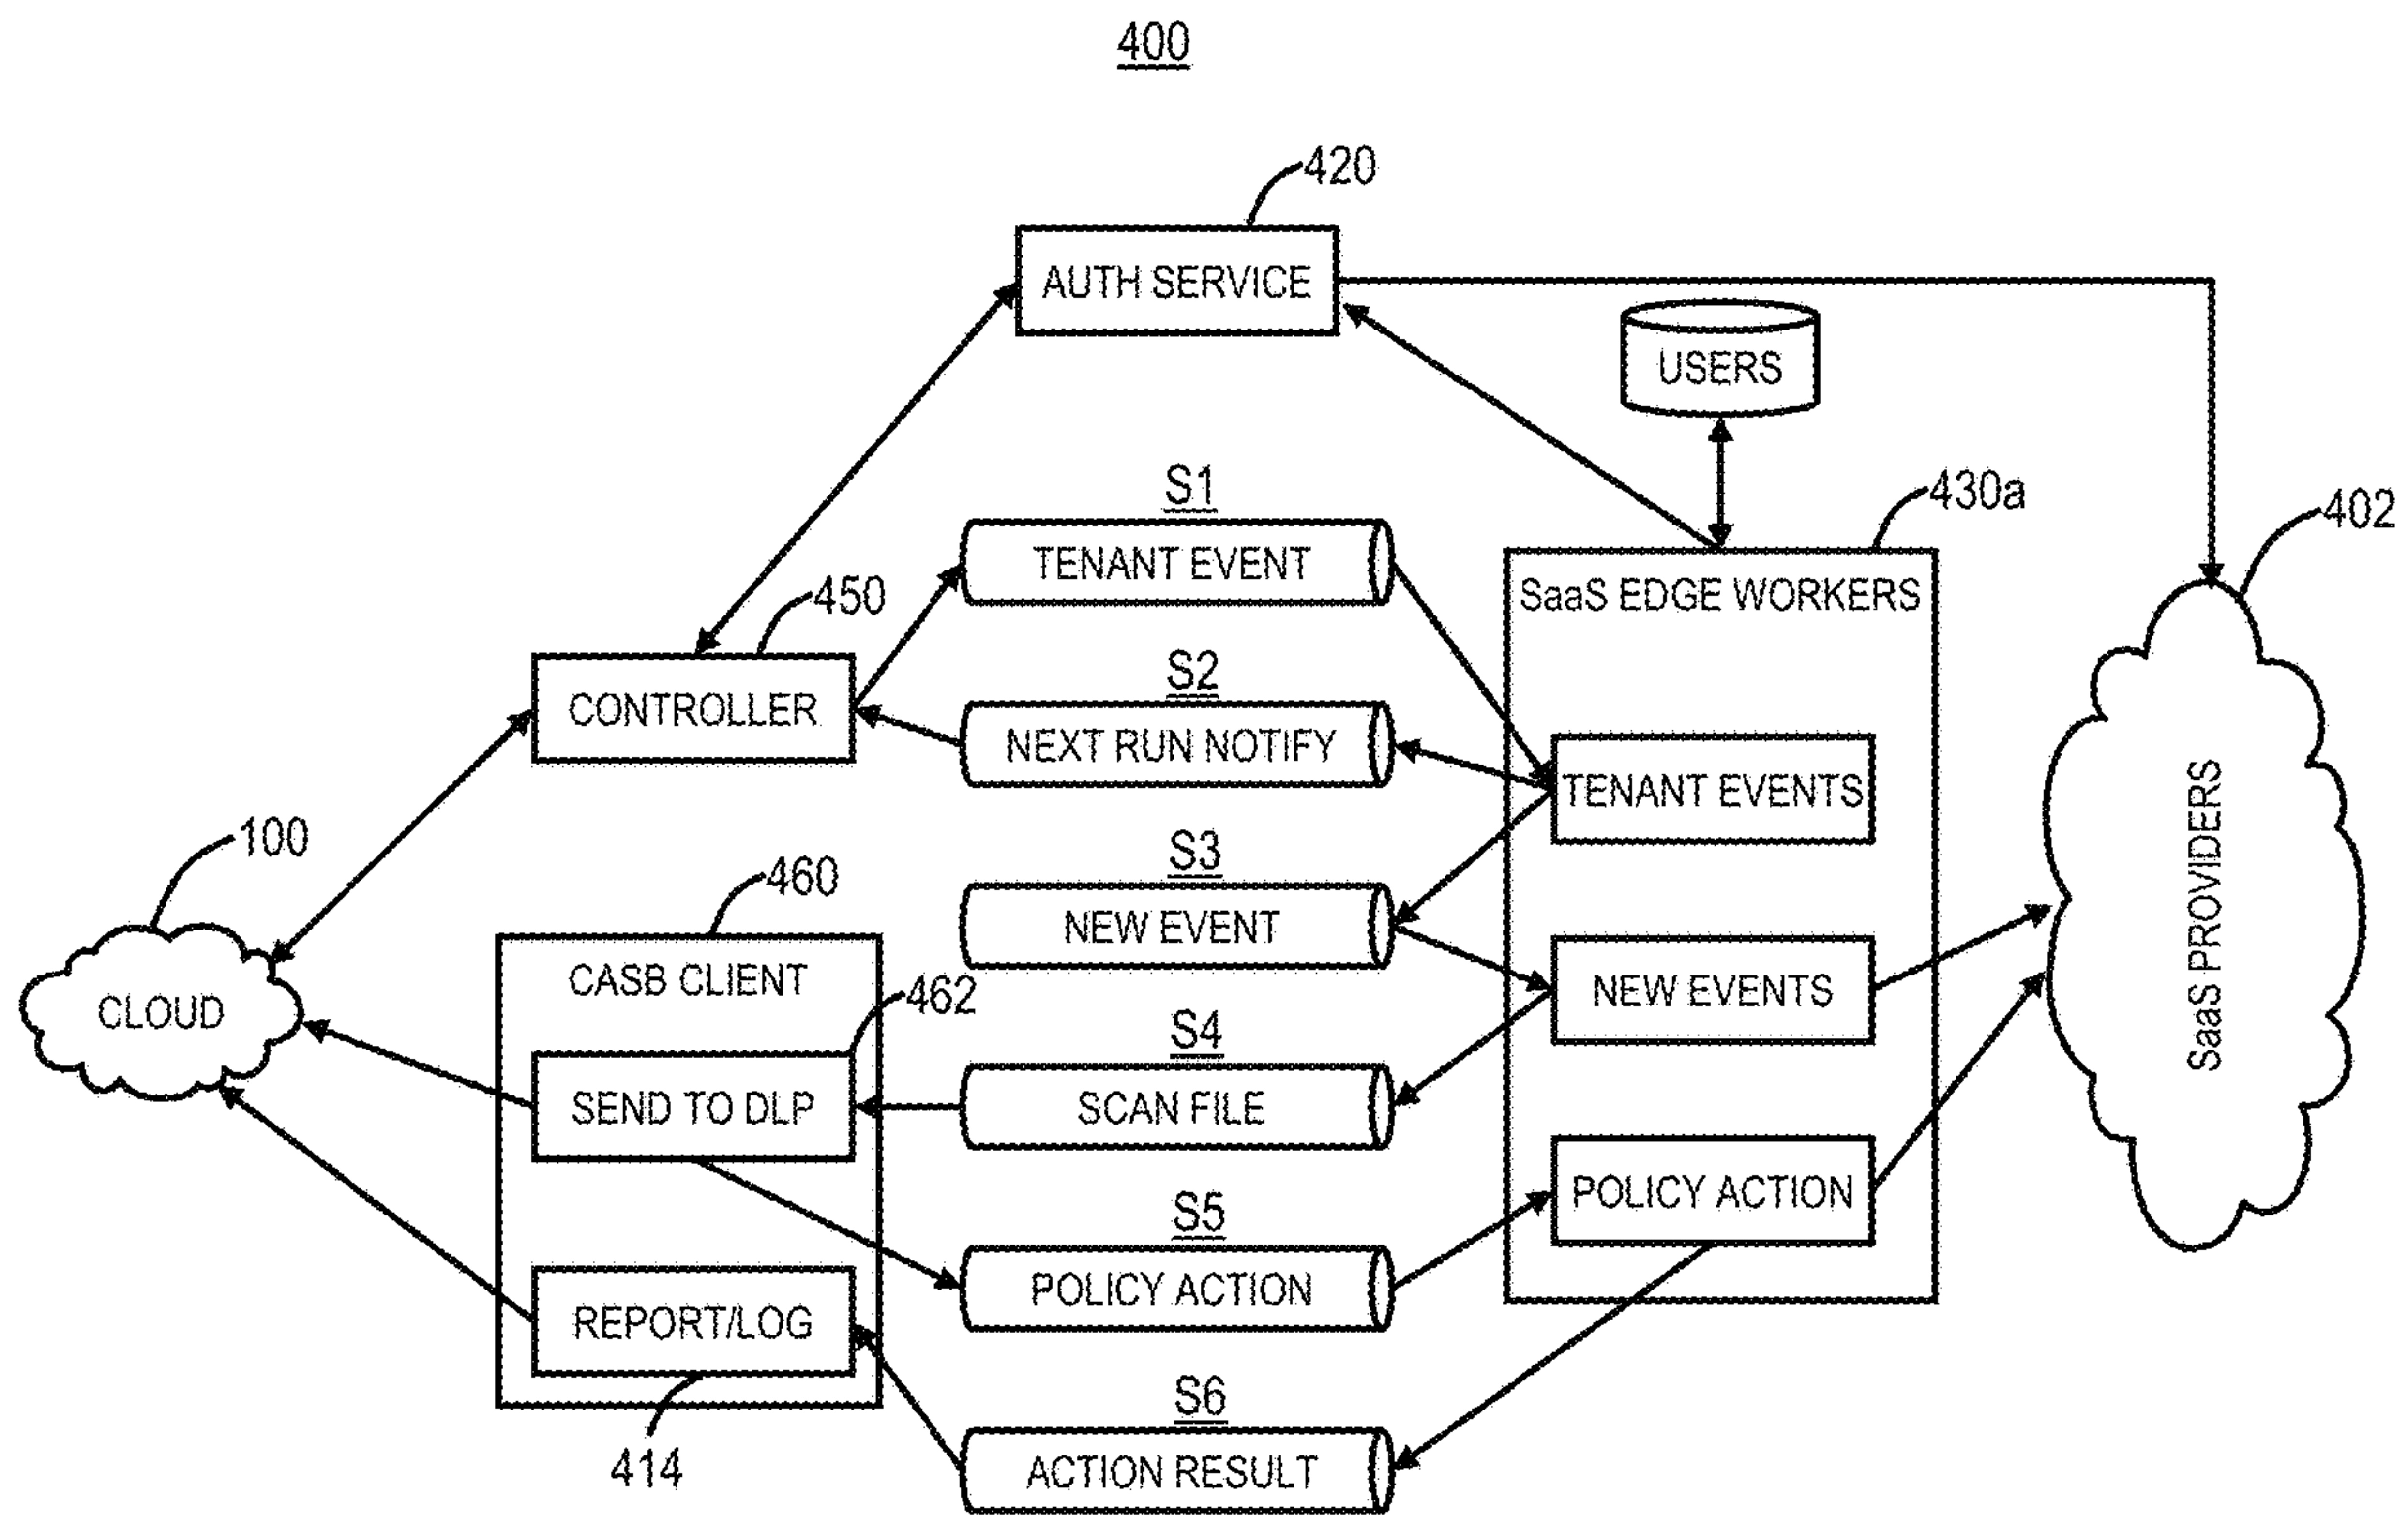 400
420
AUTH SERVICE
USERS
S1
430a
402
TENANT EVENT
SaaS EDGE WORKERS
450
S2
CONTROLLER
NEXT RUN NOTIFY
TENANT EVENTS
SaaS PROVIDERS
100
S3
460
NEW EVENT
CASB CLIENT
462
NEW EVENTS
CLOUD
S4
SEND TO DLP
SCAN FILE
POLICY ACTION
S5
POLICY ACTION
REPORT/LOG
S6
414
ACTION RESULT